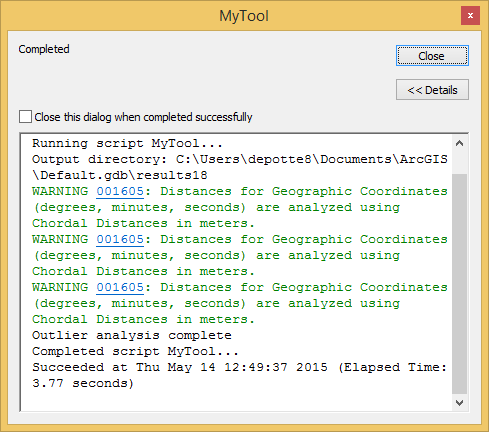 MyTool
x
Completed
Close
<< Details
Close this dialog when completed successfully
Running script MyTool...
Output directory: C:\Users\depotte8\Documents\ArcGIS
\Default.gdb\results18
WARNING 001605: Distances for Geographic Coordinates
(degrees, minutes, seconds) are analyzed using
Chordal Distances in meters.
WARNING 001605: Distances for Geographic Coordinates
(degrees, minutes, seconds) are analyzed using
Chordal Distances in meters.
WARNING 001605: Distances for Geographic Coordinates
(degrees, minutes, seconds) are analyzed using
Chordal Distances in meters.
Outlier analysis complete
Completed script MyTool...
Succeeded at Thu May 14 12:49:37 2015 (Elapsed Time:
3.77 seconds)